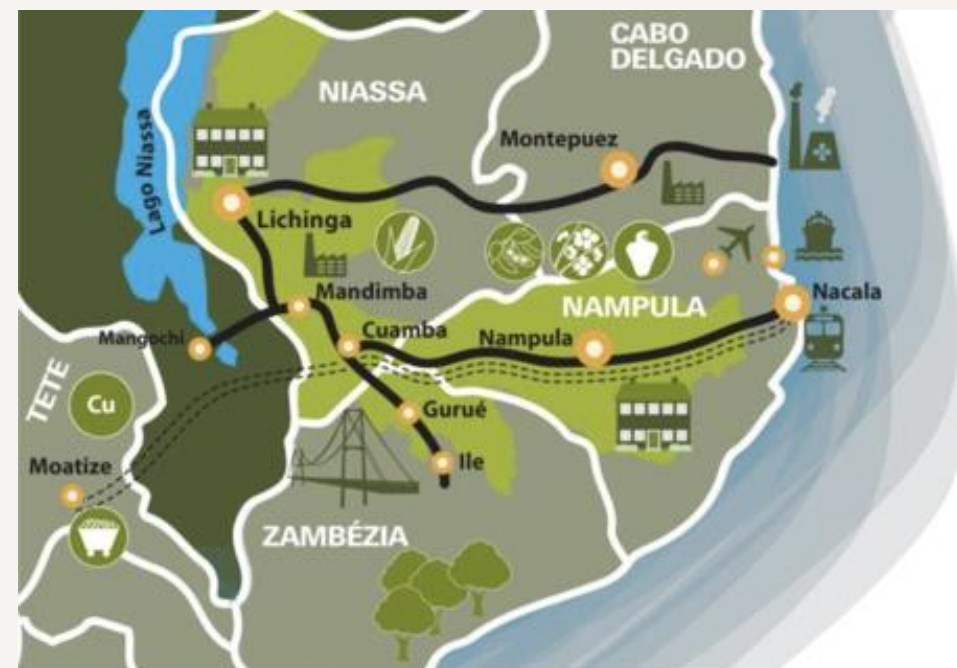 CABO
DELGADO
NIASSA
Lago Niassa
Montepuez
Lichinga
Mandimba
NAMPULA
Nacala
Mangochi
Cuamba
Nampula
TETE
Cu
Gurué
Moatize
Ile
ZAMBÉZIA